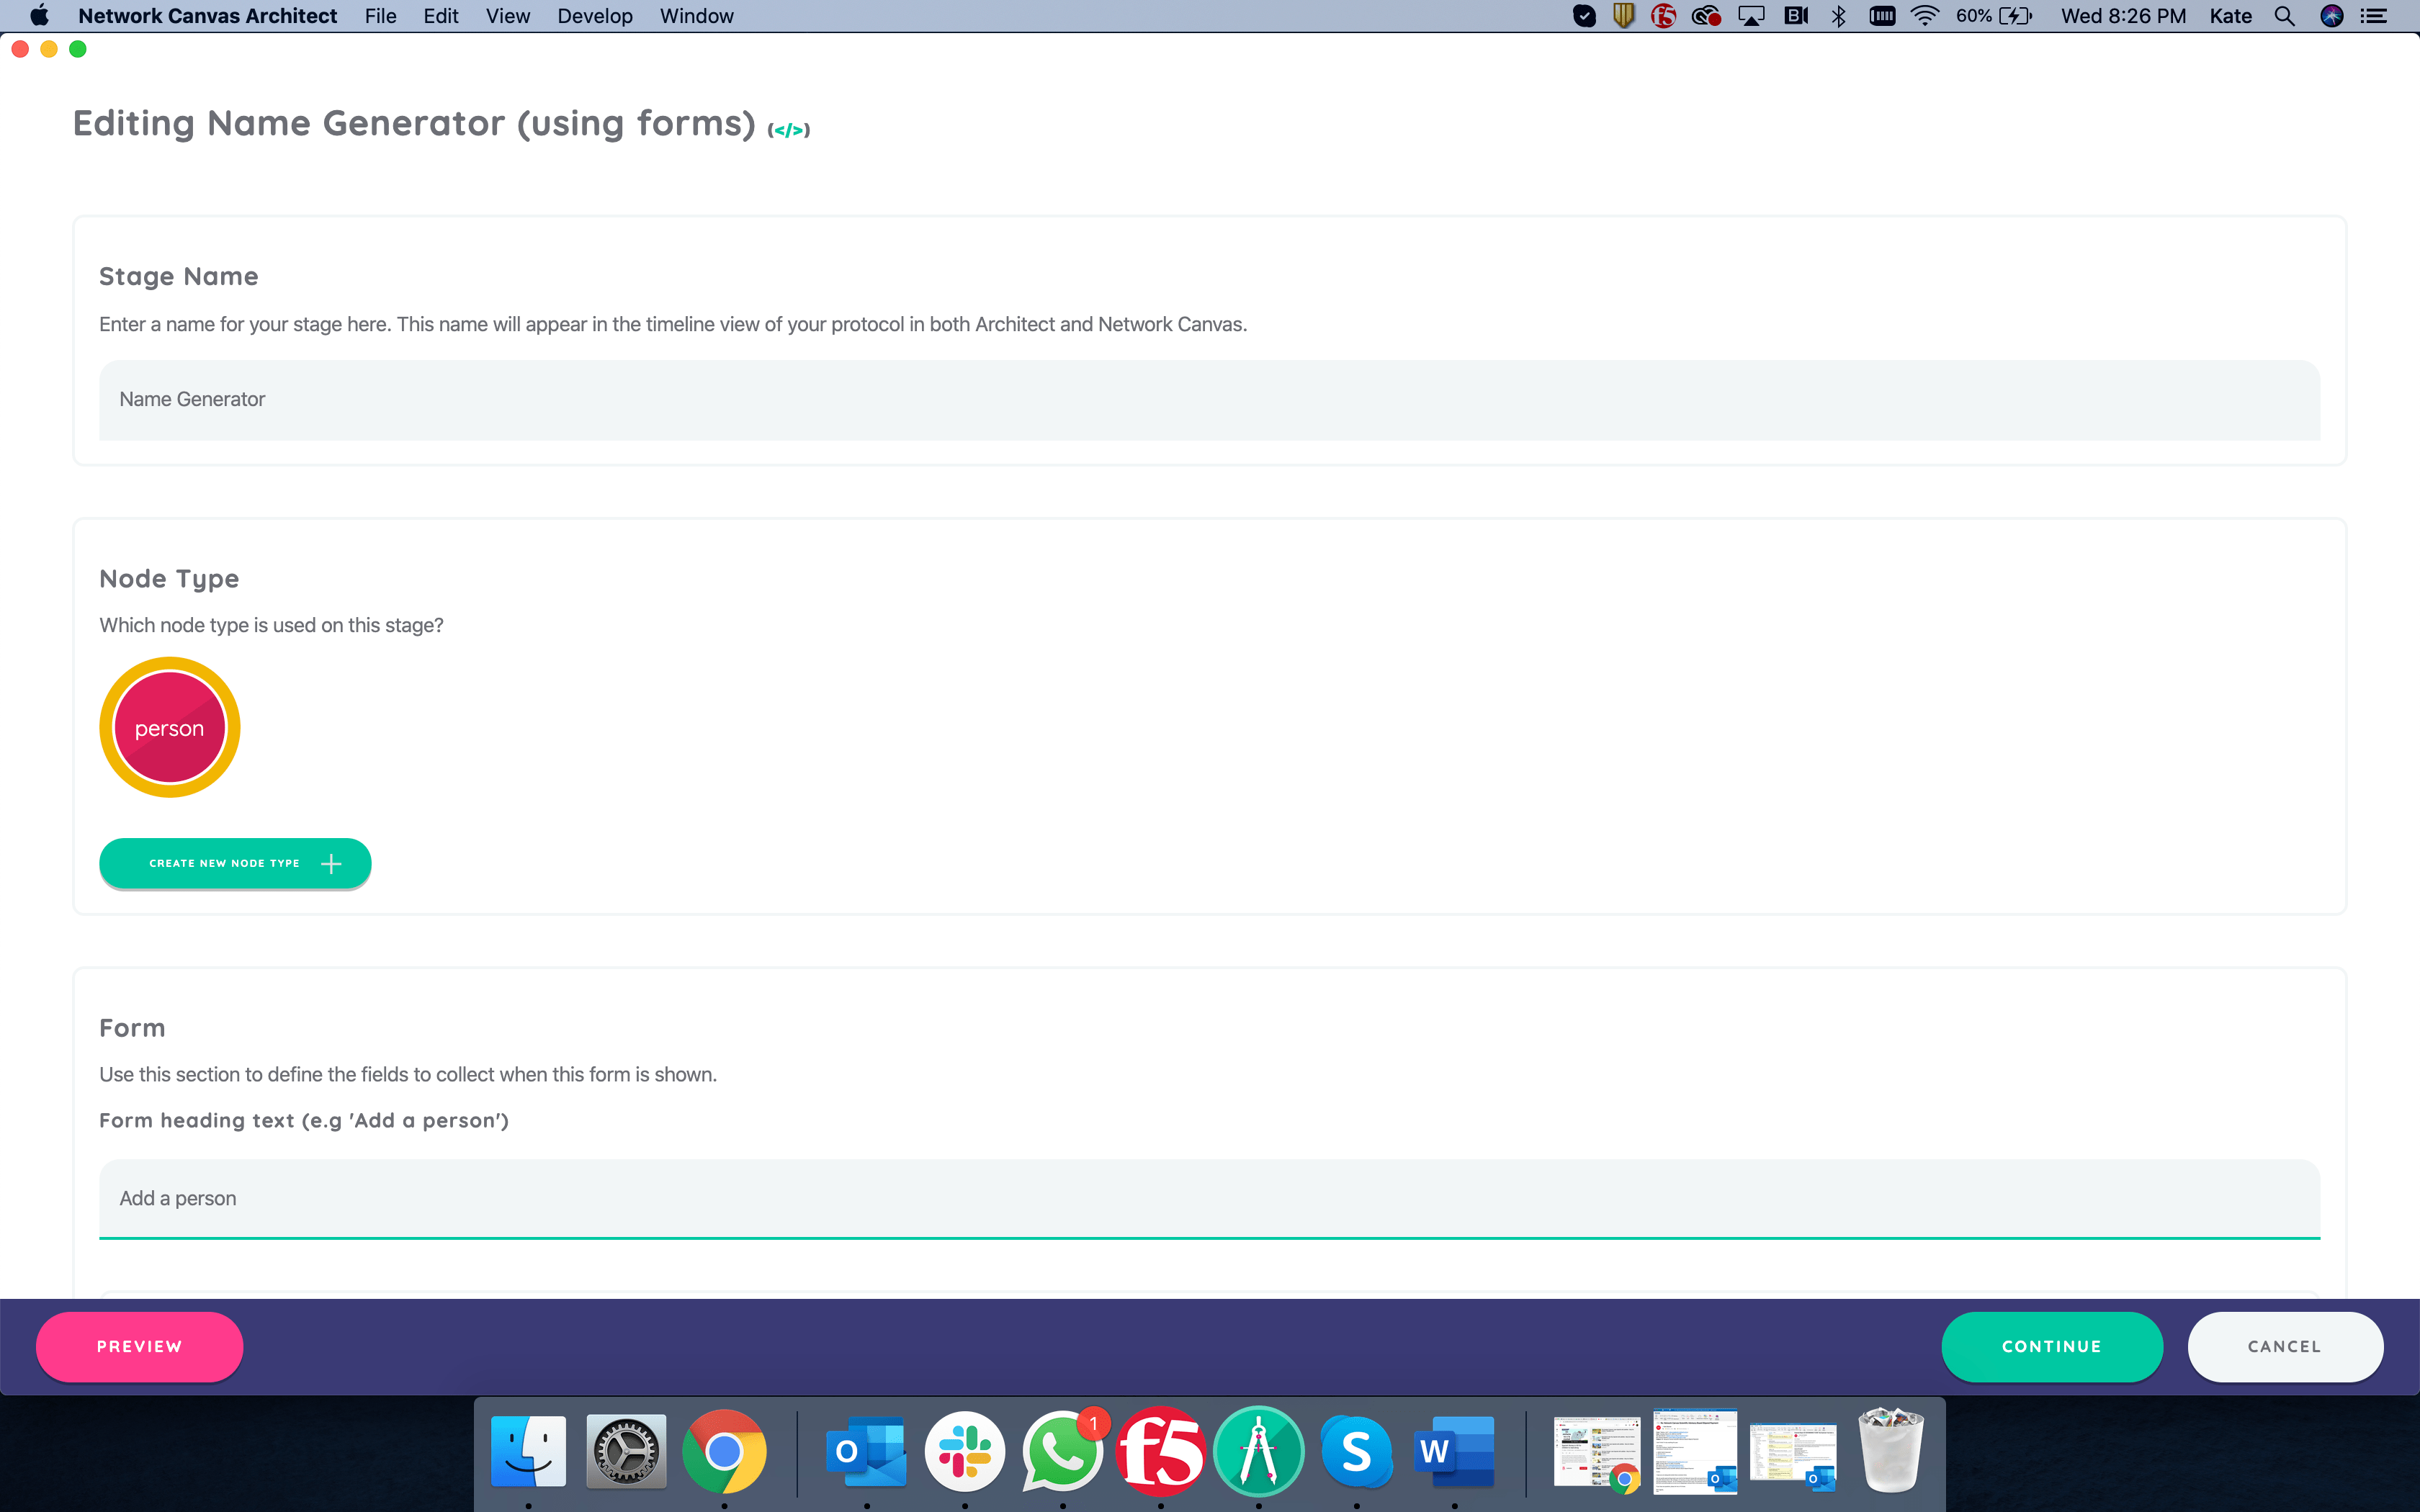 Network Canvas Architect File Edit View Develop Window 60% Wed 8:26 PM Kate
Editing Name Generator (using forms) (</>)
Stage Name
Enter a name for your stage here. This name will appear in the timeline view of your protocol in both Architect and Network Canvas.
Name Generator
Node Type
Which node type is used on this stage?
person
CREATE NEW NODE TYPE
Form
Use this section to define the fields to collect when this form is shown.
Form heading text (e.g 'Add a person')
Add a person
PREVIEW CONTINUE CANCEL
O 1 f5 S W